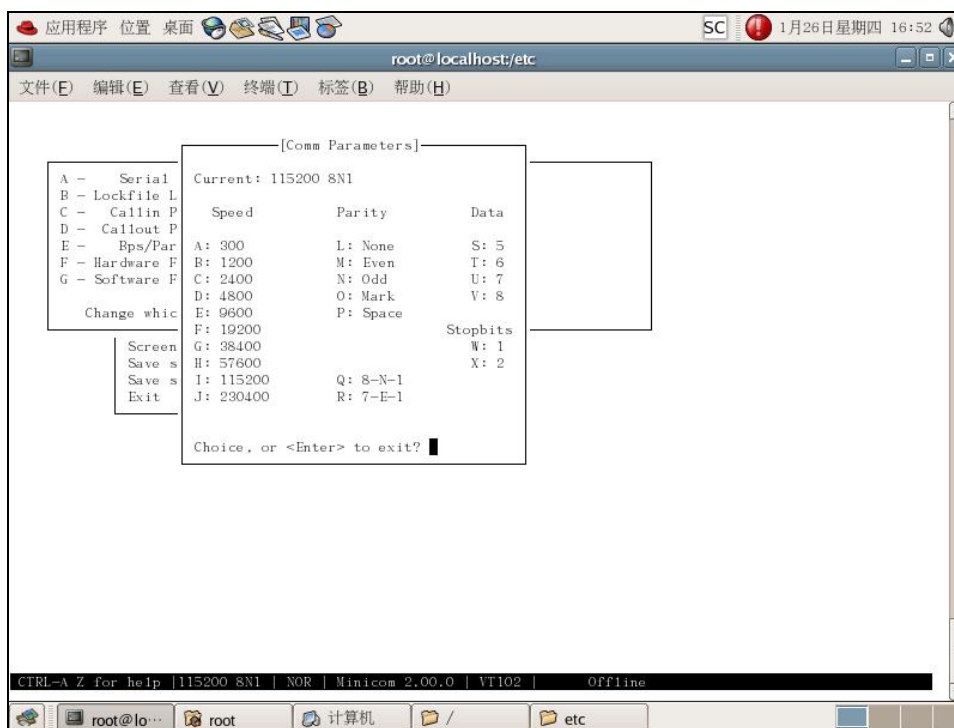 应用程序 位置 桌面 SC 1月26日星期四 16:52
root@localhost:/etc
文件(F) 编辑(E) 查看(V) 终端(T) 标签(B) 帮助(H)
[Comm Parameters]
A - Serial Current: 115200 8N1
B - Lockfile L
C - Callin P Speed Parity Data
D - Callout P
E - Bps/Par A: 300 L: None S: 5
F - Hardware F B: 1200 M: Even T: 6
G - Software F C: 2400 N: Odd U: 7
D: 4800 O: Mark V: 8
Change whic E: 9600 P: Space
F: 19200 Stopbits
Screen G: 38400 W: 1
Save s H: 57600 X: 2
Save s I: 115200 Q: 8-N-1
Exit J: 230400 R: 7-E-1
Choice, or <Enter> to exit?
CTRL-A Z for help |115200 8N1 | NOR | Minicom 2.00.0 | VT102 | Offline
root@lo… root 计算机 / etc